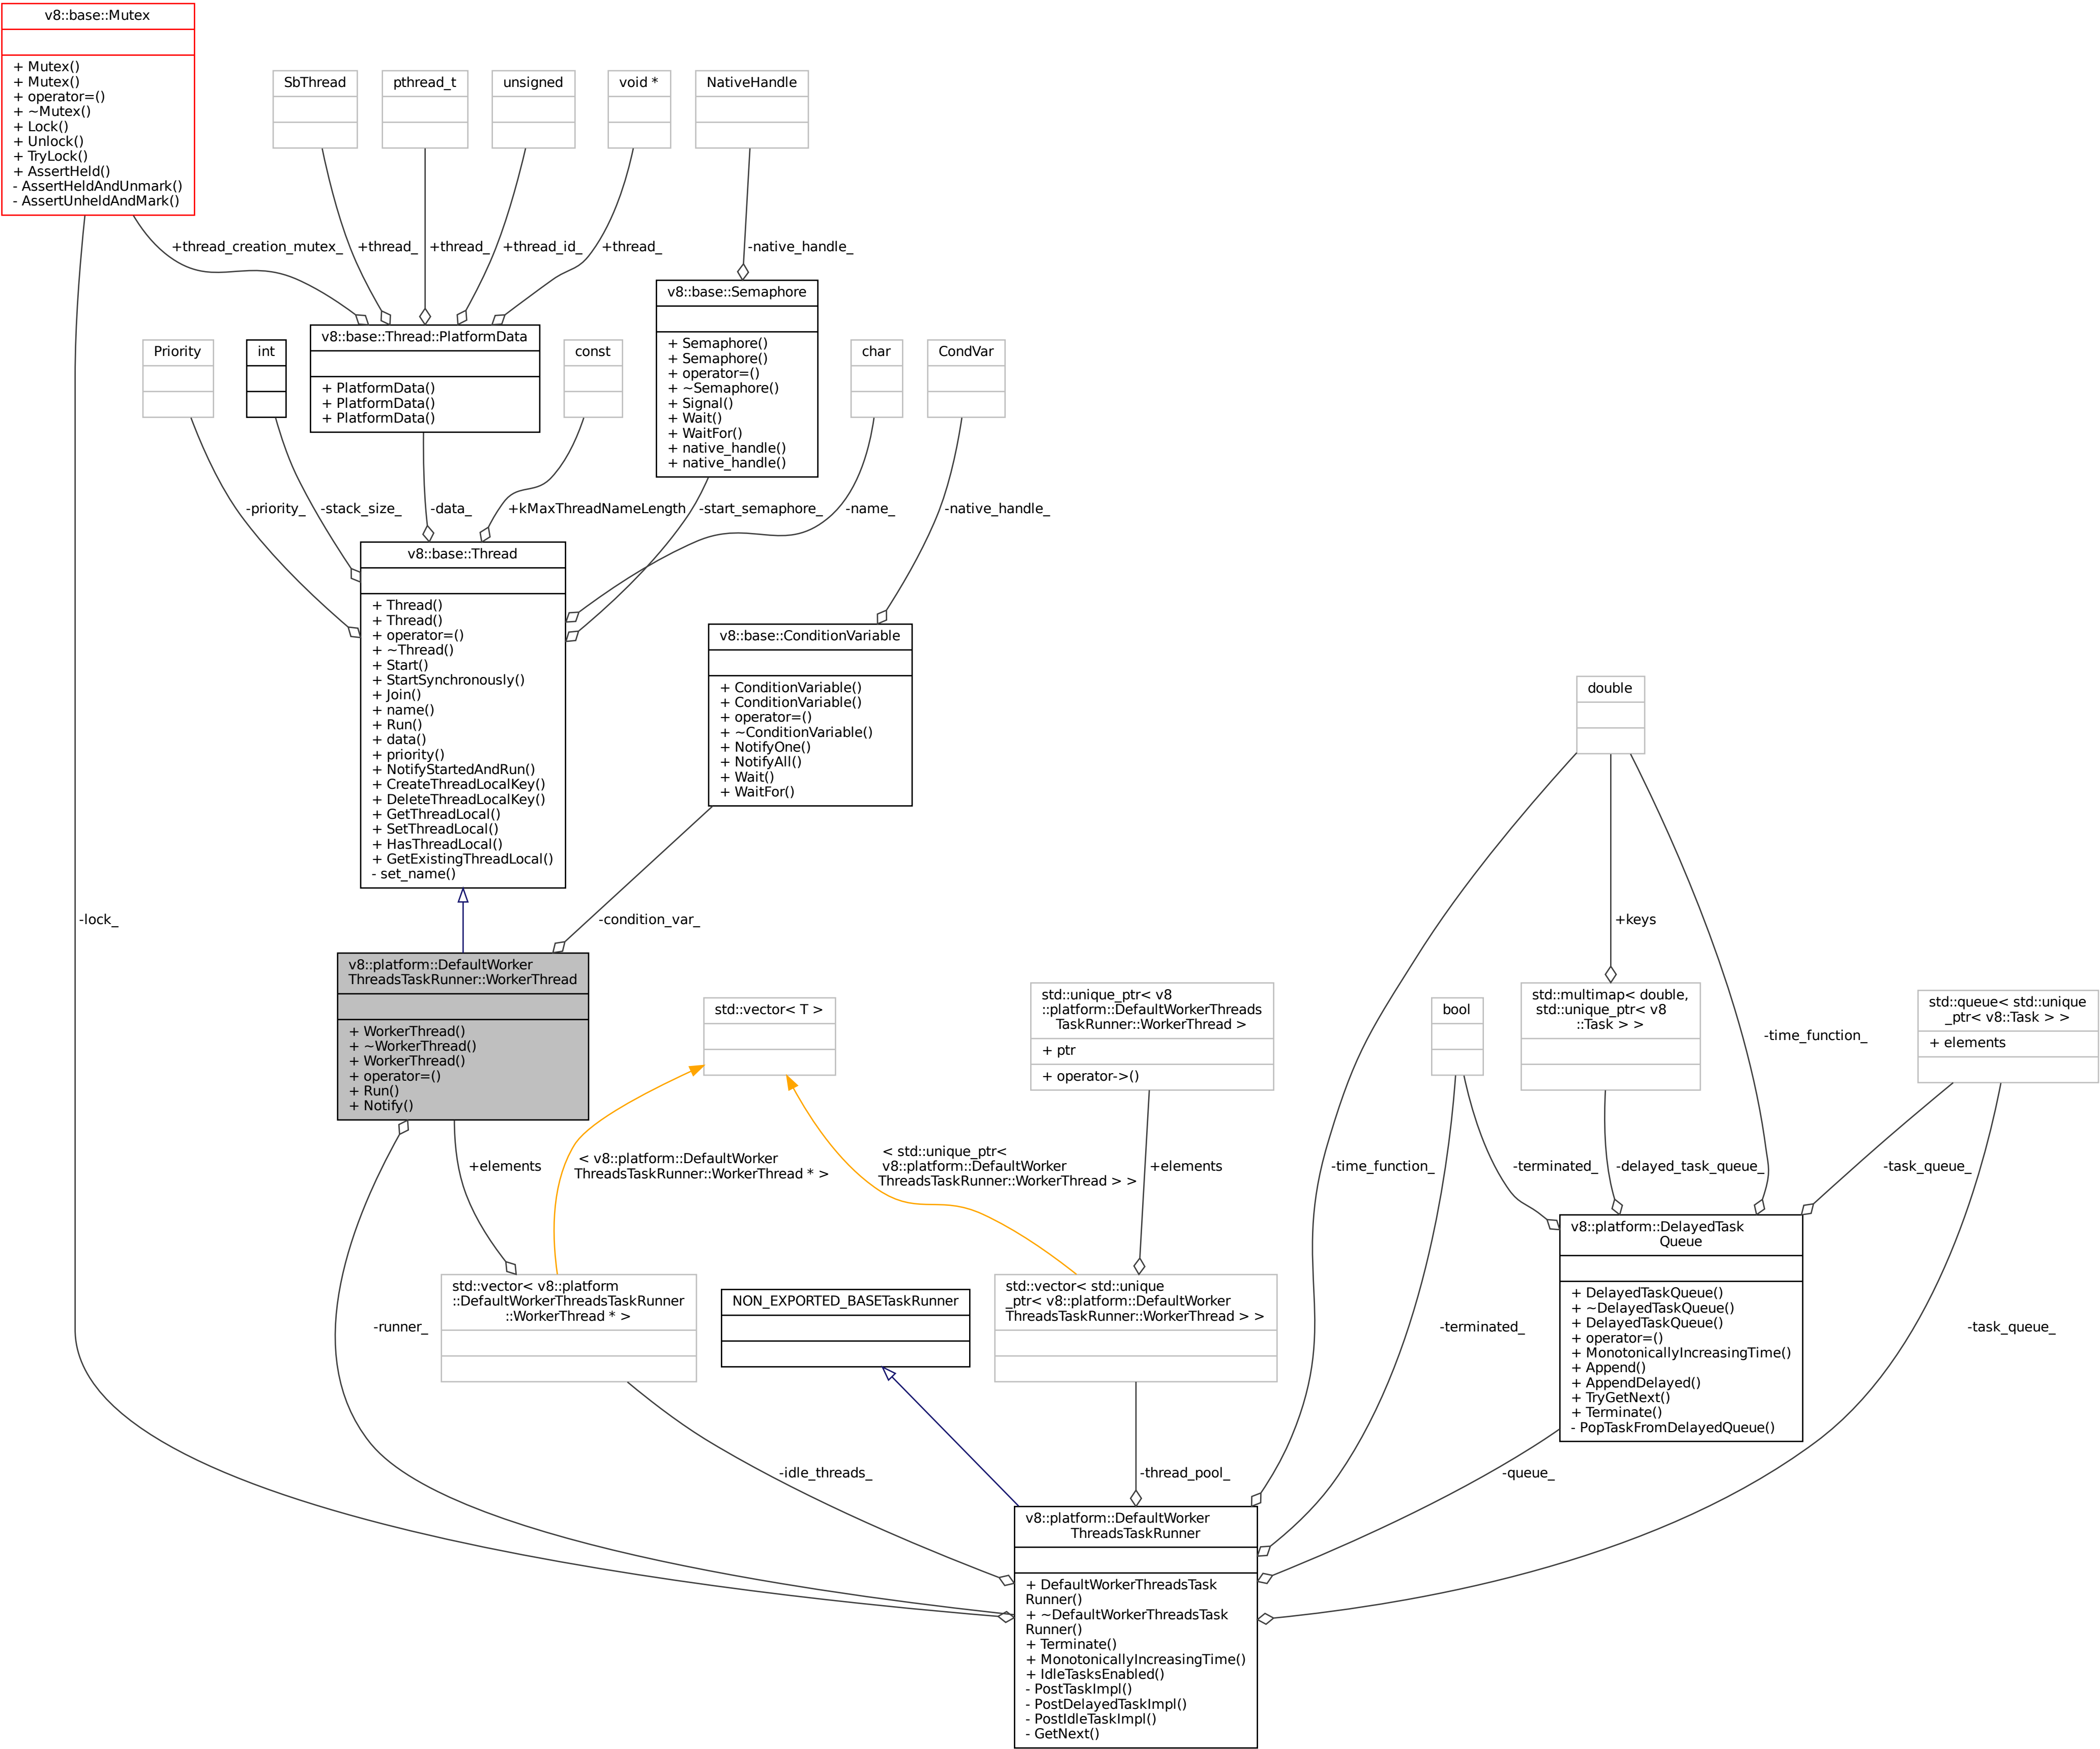 v8::base::Mutex
+ Mutex()
+ Mutex()
+ operator=()
+ ~Mutex()
+ Lock()
+ Unlock()
+ TryLock()
+ AssertHeld()
- AssertHeldAndUnmark()
- AssertUnheldAndMark()
SbThread
pthread_t
unsigned
void *
NativeHandle
+thread_creation_mutex_
+thread_
+thread_
+thread_id_
+thread_
-native_handle_
Priority
int
v8::base::Thread::PlatformData
+ PlatformData()
+ PlatformData()
+ PlatformData()
const
v8::base::Semaphore
+ Semaphore()
+ Semaphore()
+ operator=()
+ ~Semaphore()
+ Signal()
+ Wait()
+ WaitFor()
+ native_handle()
+ native_handle()
char
CondVar
-priority_
-stack_size_
-data_
+kMaxThreadNameLength
-start_semaphore_
-name_
-native_handle_
v8::base::Thread
+ Thread()
+ Thread()
+ operator=()
+ ~Thread()
+ Start()
+ StartSynchronously()
+ Join()
+ name()
+ Run()
+ data()
+ priority()
+ NotifyStartedAndRun()
+ CreateThreadLocalKey()
+ DeleteThreadLocalKey()
+ GetThreadLocal()
+ SetThreadLocal()
+ HasThreadLocal()
+ GetExistingThreadLocal()
- set_name()
v8::base::ConditionVariable
+ ConditionVariable()
+ ConditionVariable()
+ operator=()
+ ~ConditionVariable()
+ NotifyOne()
+ NotifyAll()
+ Wait()
+ WaitFor()
double
-lock_
-condition_var_
+keys
v8::platform::DefaultWorker
ThreadsTaskRunner::WorkerThread
+ WorkerThread()
+ ~WorkerThread()
+ WorkerThread()
+ operator=()
+ Run()
+ Notify()
std::vector< T >
std::unique_ptr< v8
::platform::DefaultWorkerThreads
TaskRunner::WorkerThread >
+ ptr
+ operator->()
bool
std::multimap< double,
std::unique_ptr< v8
::Task > >
-time_function_
std::queue< std::unique
_ptr< v8::Task > >
+ elements
+elements
< v8::platform::DefaultWorker
ThreadsTaskRunner::WorkerThread * >
< std::unique_ptr<
v8::platform::DefaultWorker
ThreadsTaskRunner::WorkerThread > >
+elements
-time_function_
-terminated_
-delayed_task_queue_
-task_queue_
-runner_
std::vector< v8::platform
::DefaultWorkerThreadsTaskRunner
::WorkerThread * >
NON_EXPORTED_BASETaskRunner
std::vector< std::unique
_ptr< v8::platform::DefaultWorker
ThreadsTaskRunner::WorkerThread > >
-terminated_
v8::platform::DelayedTask
Queue
+ DelayedTaskQueue()
+ ~DelayedTaskQueue()
+ DelayedTaskQueue()
+ operator=()
+ MonotonicallyIncreasingTime()
+ Append()
+ AppendDelayed()
+ TryGetNext()
+ Terminate()
- PopTaskFromDelayedQueue()
-task_queue_
-idle_threads_
-thread_pool_
-queue_
v8::platform::DefaultWorker
ThreadsTaskRunner
+ DefaultWorkerThreadsTask
Runner()
+ ~DefaultWorkerThreadsTask
Runner()
+ Terminate()
+ MonotonicallyIncreasingTime()
+ IdleTasksEnabled()
- PostTaskImpl()
- PostDelayedTaskImpl()
- PostIdleTaskImpl()
- GetNext()